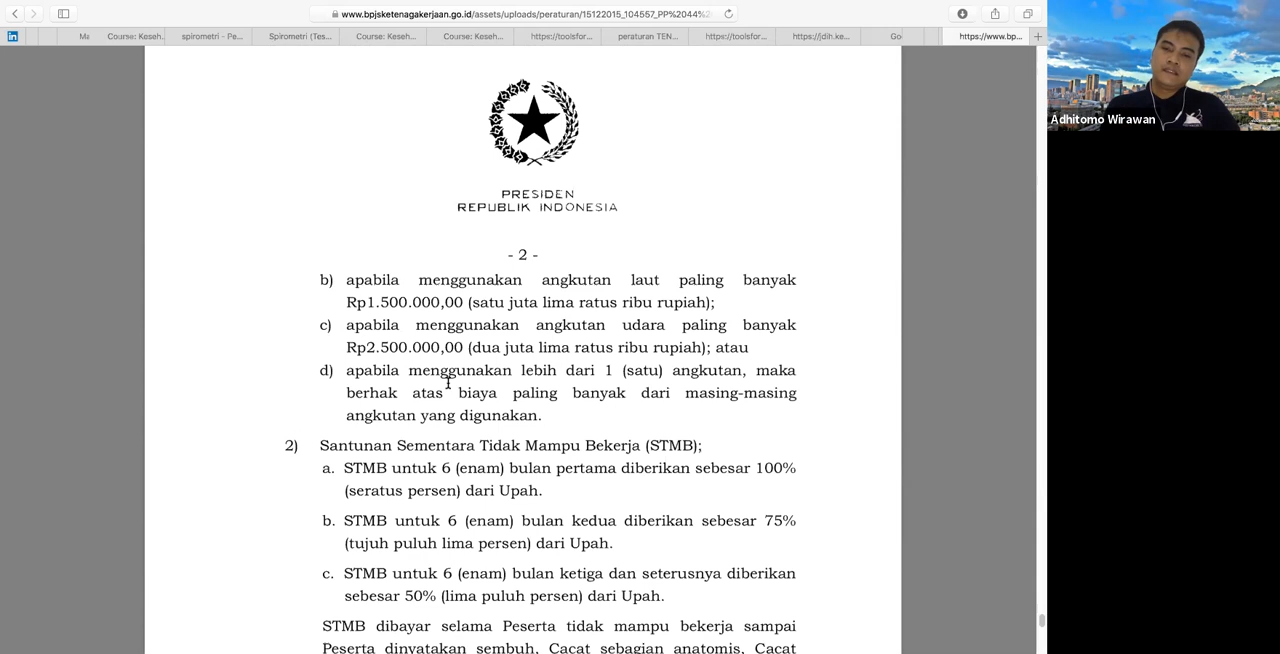 www.bpjsketenagakerjaan.go.id/assets/uploads/peraturan/15122015_104557_PP%2044%2
Ma
Course: Keseh...
spirometri - Pe...
Spirometri (Tes...
Course: Keseh...
Course: Keseh...
https://toolsfor...
peraturan TEN...
https://toolsfor...
https://jdih.ke...
Go
https://www.bp...
Adhitomo Wirawan
PRESIDEN
REPUBLIK INDONESIA
- 2 -
b) apabila menggunakan angkutan laut paling banyak
Rp1.500.000,00 (satu juta lima ratus ribu rupiah);
c) apabila menggunakan angkutan udara paling banyak
Rp2.500.000,00 (dua juta lima ratus ribu rupiah); atau
d) apabila menggunakan lebih dari 1 (satu) angkutan, maka
berhak atas biaya paling banyak dari masing-masing
angkutan yang digunakan.
2) Santunan Sementara Tidak Mampu Bekerja (STMB);
a. STMB untuk 6 (enam) bulan pertama diberikan sebesar 100%
(seratus persen) dari Upah.
b. STMB untuk 6 (enam) bulan kedua diberikan sebesar 75%
(tujuh puluh lima persen) dari Upah.
c. STMB untuk 6 (enam) bulan ketiga dan seterusnya diberikan
sebesar 50% (lima puluh persen) dari Upah.
STMB dibayar selama Peserta tidak mampu bekerja sampai
Peserta dinyatakan sembuh, Cacat sebagian anatomis, Cacat